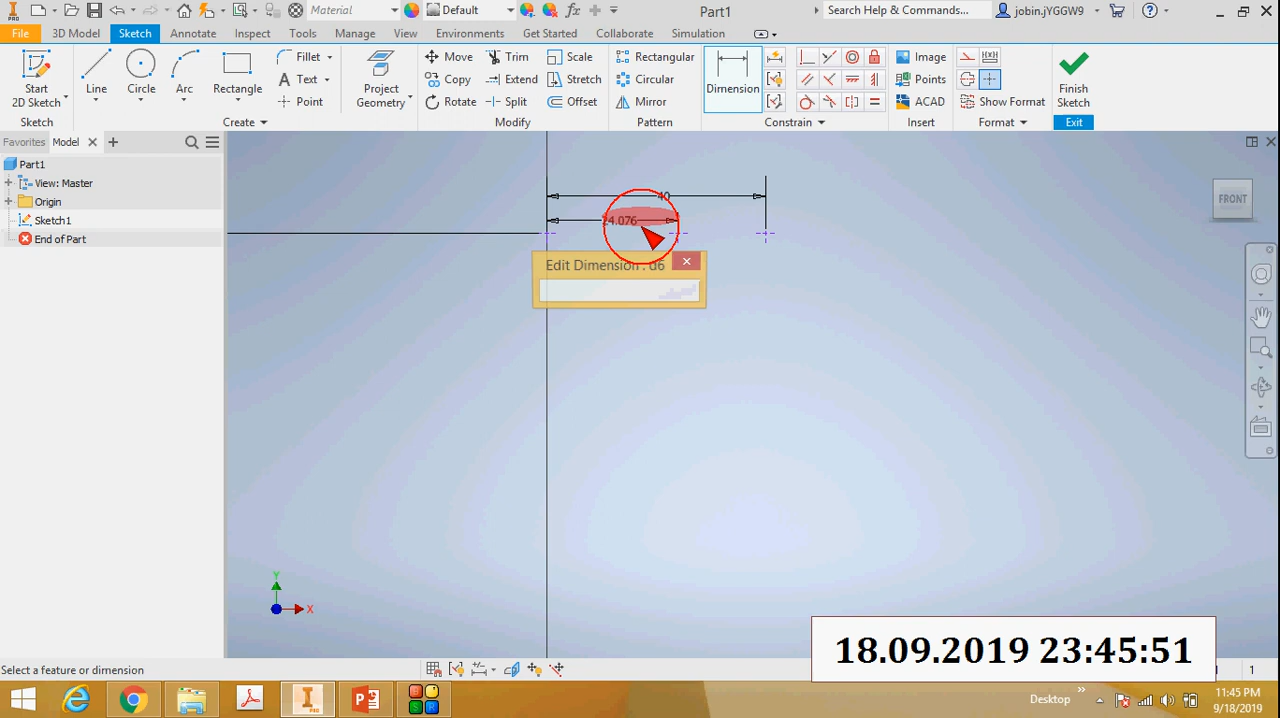 PRO
Material
Default
Part1
Search Help & Commands...
jobin.jYGGW9
File
3D Model
Sketch
Annotate
Inspect
Tools
Manage
View
Environments
Get Started
Collaborate
Simulation
Start
2D Sketch
Line
Circle
Arc
Rectangle
Fillet
Text
Point
Project
Geometry
Move
Trim
Scale
Copy
Extend
Stretch
Rotate
Split
Offset
Rectangular
Circular
Mirror
Dimension
Image
Points
ACAD
Show Format
Finish
Sketch
Sketch
Create
Modify
Pattern
Constrain
Insert
Format
Exit
Favorites
Model
Part1
View: Master
Origin
Sketch1
End of Part
40
24.076
Edit Dimension : d6
FRONT
Y
X
18.09.2019 23:45:51
Select a feature or dimension
1
Desktop
11:45 PM
9/18/2019